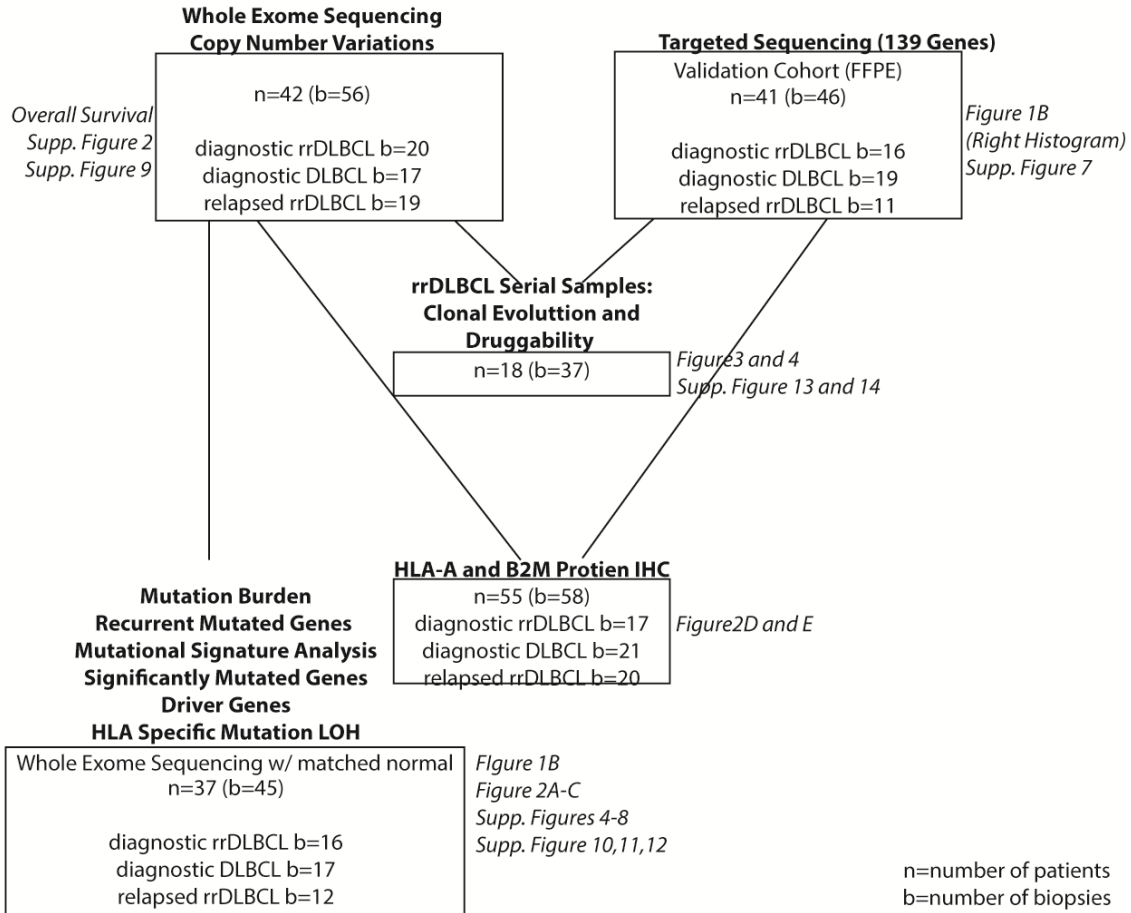 Whole Exome Sequencing
Copy Number Variations
n=42 (b=56)
diagnostic rrDLBCL b=20
diagnostic DLBCL b=17
relapsed rrDLBCL b=19
Overall Survival
Supp. Figure 2
Supp. Figure 9
Targeted Sequencing (139 Genes)
Validation Cohort (FFPE)
n=41 (b=46)
diagnostic rrDLBCL b=16
diagnostic DLBCL b=19
relapsed rrDLBCL b=11
Figure 1B
(Right Histogram)
Supp. Figure 7
rrDLBCL Serial Samples:
Clonal Evoluttion and
Druggability
n=18 (b=37)
Figure3 and 4
Supp. Figure 13 and 14
HLA-A and B2M Protien IHC
n=55 (b=58)
diagnostic rrDLBCL b=17
diagnostic DLBCL b=21
relapsed rrDLBCL b=20
Figure2D and E
Mutation Burden
Recurrent Mutated Genes
Mutational Signature Analysis
Significantly Mutated Genes
Driver Genes
HLA Specific Mutation LOH
Whole Exome Sequencing w/ matched normal
n=37 (b=45)
diagnostic rrDLBCL b=16
diagnostic DLBCL b=17
relapsed rrDLBCL b=12
FIgure 1B
Figure 2A-C
Supp. Figures 4-8
Supp. Figure 10,11,12
n=number of patients
b=number of biopsies